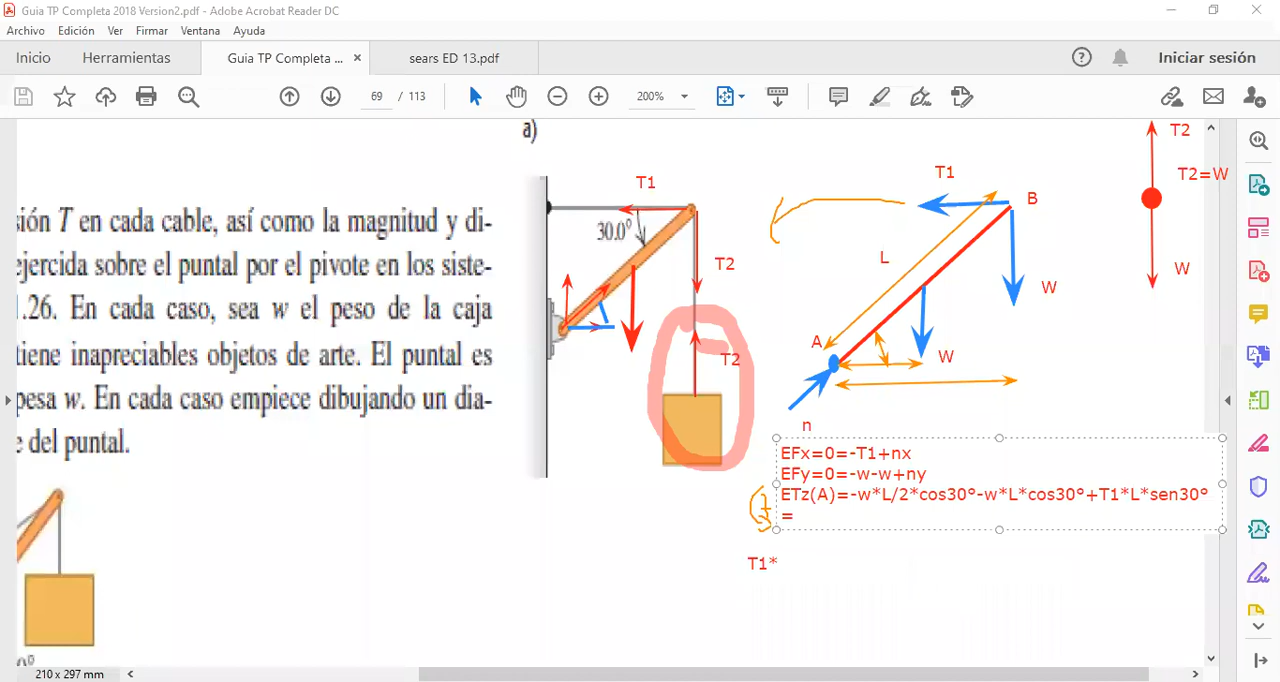 Guia TP Completa 2018 Version2.pdf - Adobe Acrobat Reader DC
Archivo Edición Ver Firmar Ventana Ayuda
Inicio Herramientas Guia TP Completa ... × sears ED 13.pdf Iniciar sesión
69 / 113 200%
a)
sión T en cada cable, así como la magnitud y di-
ejercida sobre el puntal por el pivote en los siste-
.26. En cada caso, sea w el peso de la caja
tiene inapreciables objetos de arte. El puntal es
pesa w. En cada caso empiece dibujando un dia-
e del puntal.
T1
30.0°
T2
T2
T1
B
L
W
A
W
n
T2
T2=W
W
EFx=0=-T1+nx
EFy=0=-w-w+ny
ETz(A)=-w*L/2*cos30°-w*L*cos30°+T1*L*sen30°
=
T1*
0°
210 x 297 mm